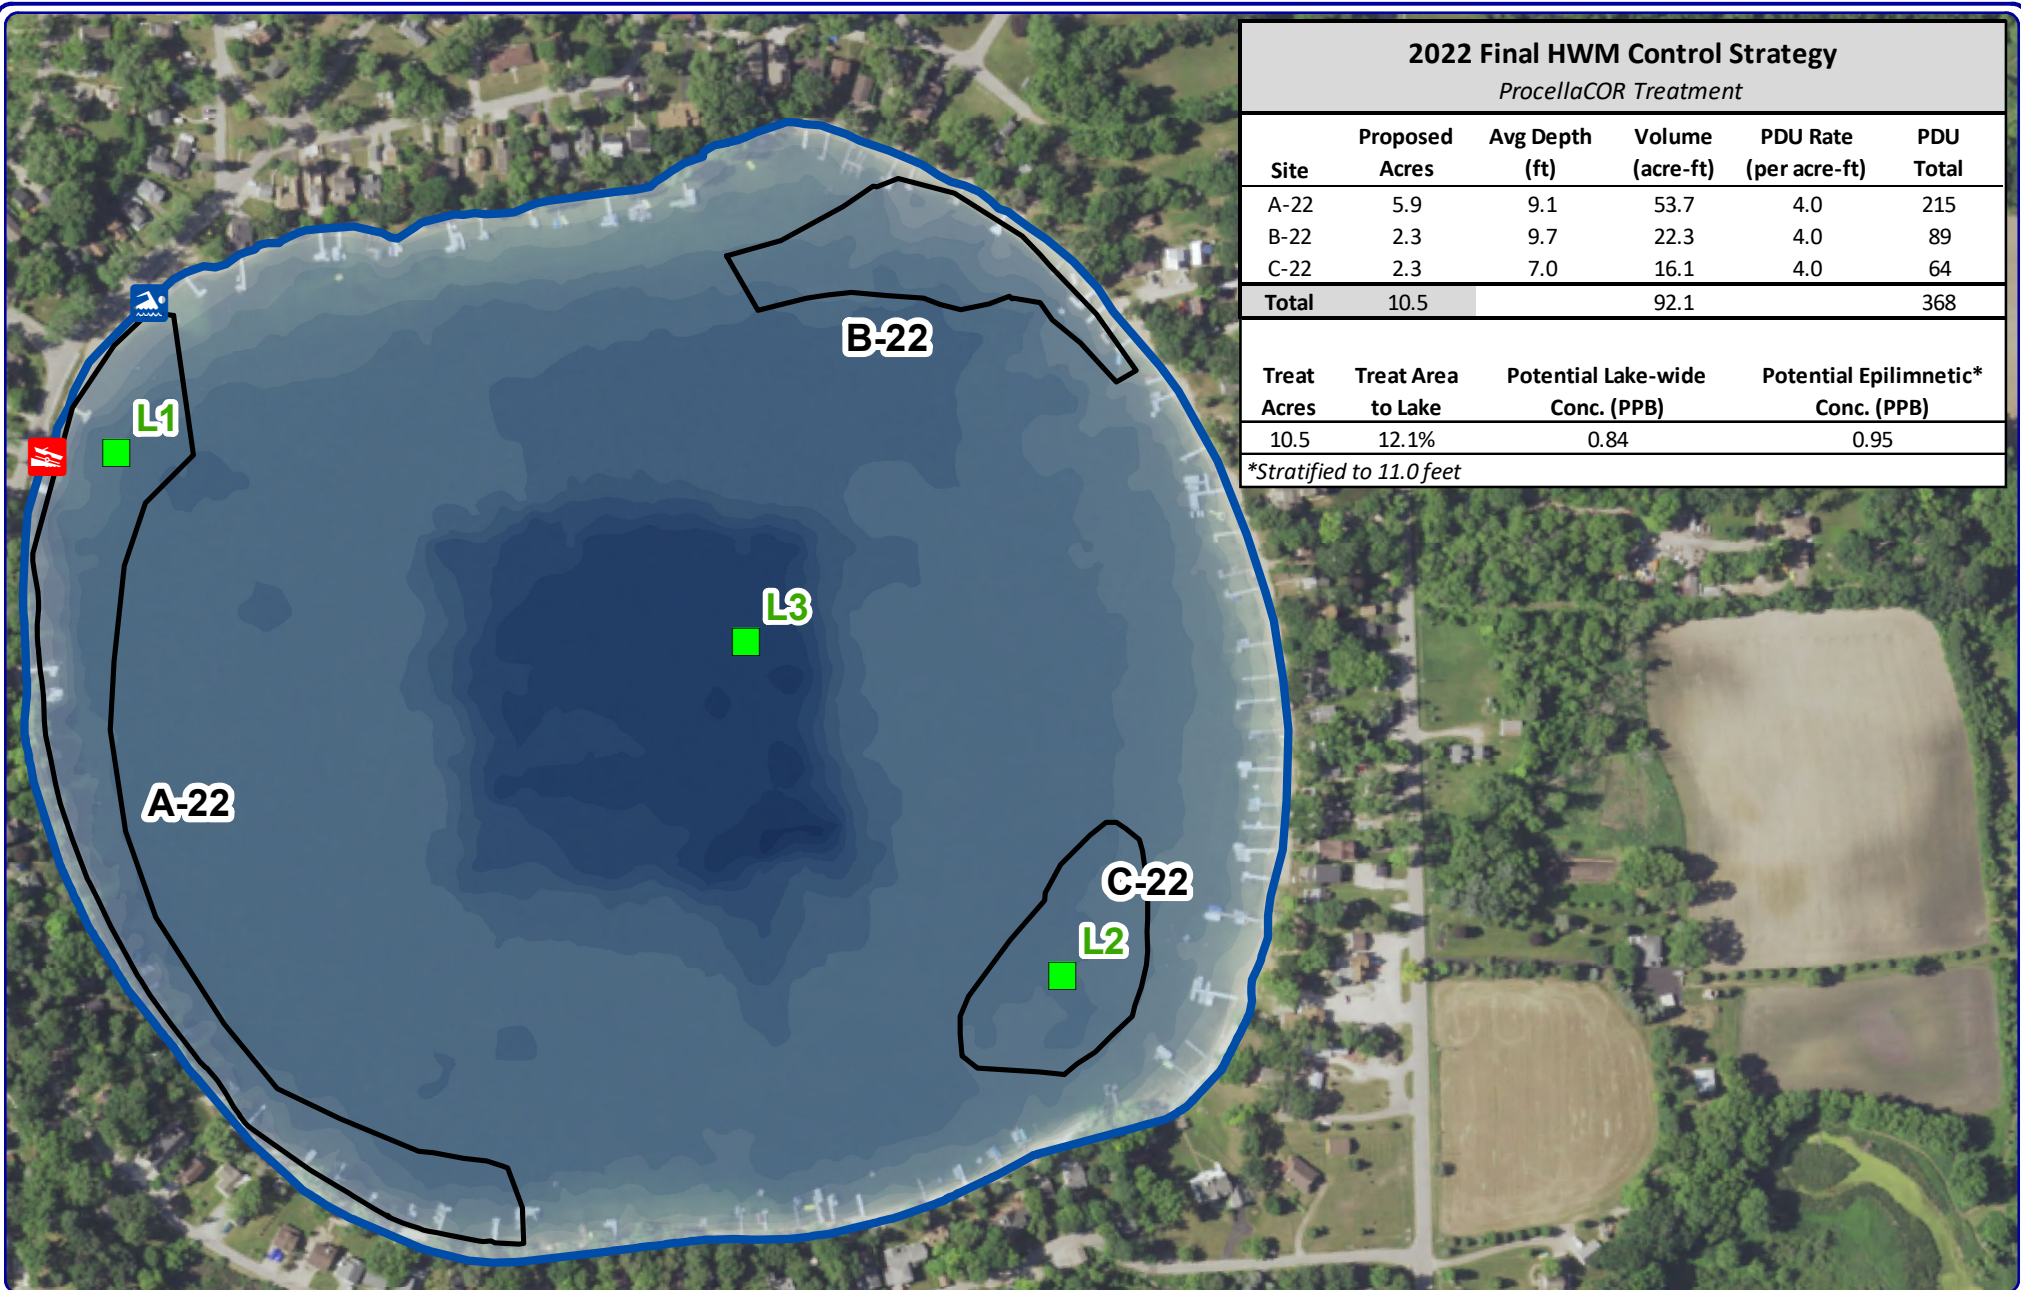 2022 Final HWM Control Strategy
ProcellaCOR Treatment
Site Proposed Acres Avg Depth (ft) Volume (acre-ft) PDU Rate (per acre-ft) PDU Total
A-22 5.9 9.1 53.7 4.0 215
B-22 2.3 9.7 22.3 4.0 89
C-22 2.3 7.0 16.1 4.0 64
Total 10.5 92.1 368
Treat Acres Treat Area to Lake Potential Lake-wide Conc. (PPB) Potential Epilimnetic* Conc. (PPB)
10.5 12.1% 0.84 0.95
*Stratified to 11.0 feet
B-22
L1
L3
A-22
C-22
L2